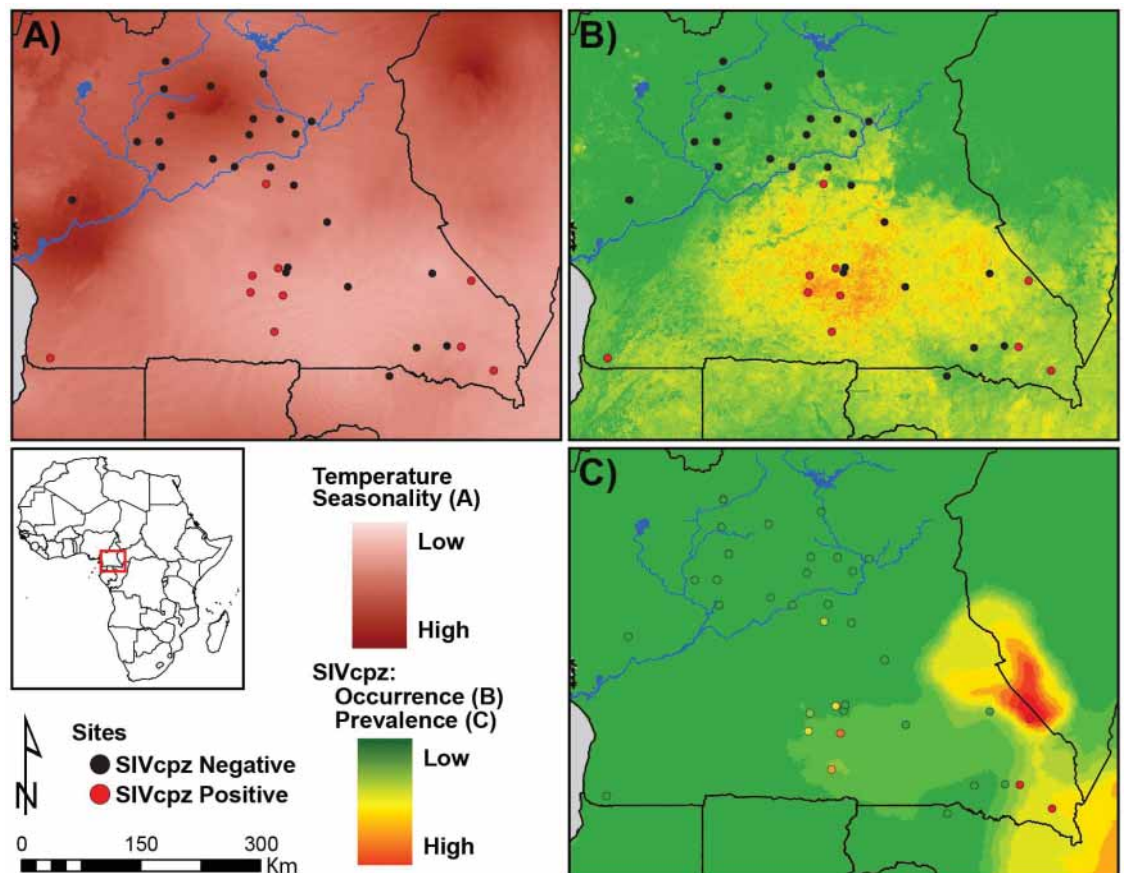 A)
B)
C)
Temperature
Seasonality (A)
Low
High
SIVcpz:
Occurrence (B)
Prevalence (C)
Low
High
Sites
SIVcpz Negative
SIVcpz Positive
N
0 150 300
Km